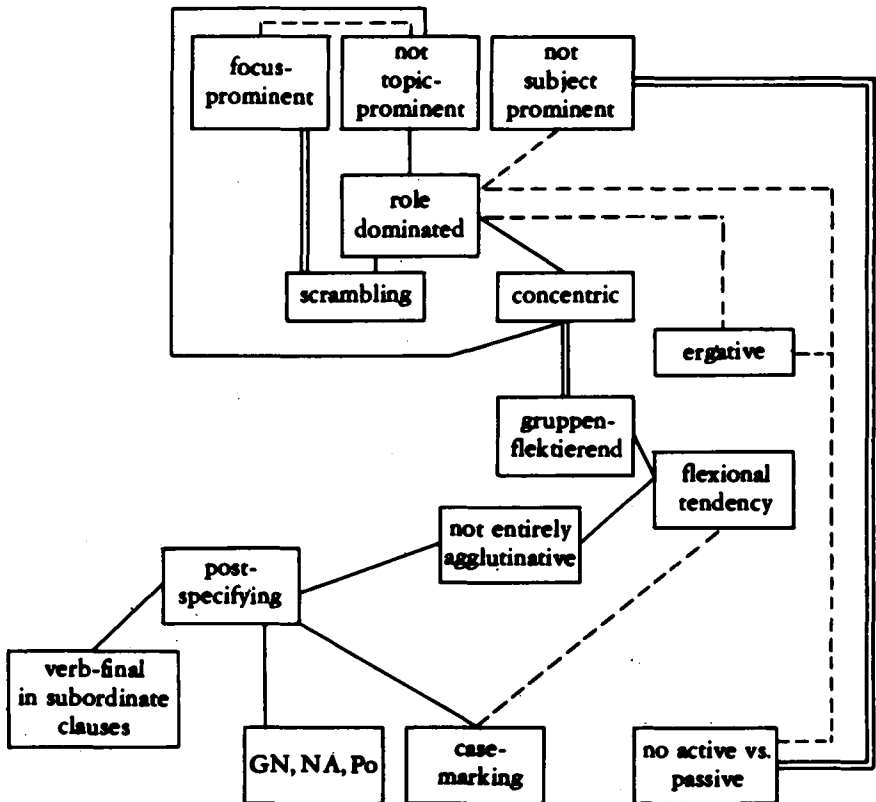 focus-
prominent
not
topic-
prominent
not
subject
prominent
role
dominated
scrambling
concentric
ergative
gruppen-
flektierend
flexional
tendency
not entirely
agglutinative
post-
specifying
verb-final
in subordinate
clauses
GN, NA, Po
case-
marking
no active vs.
passive